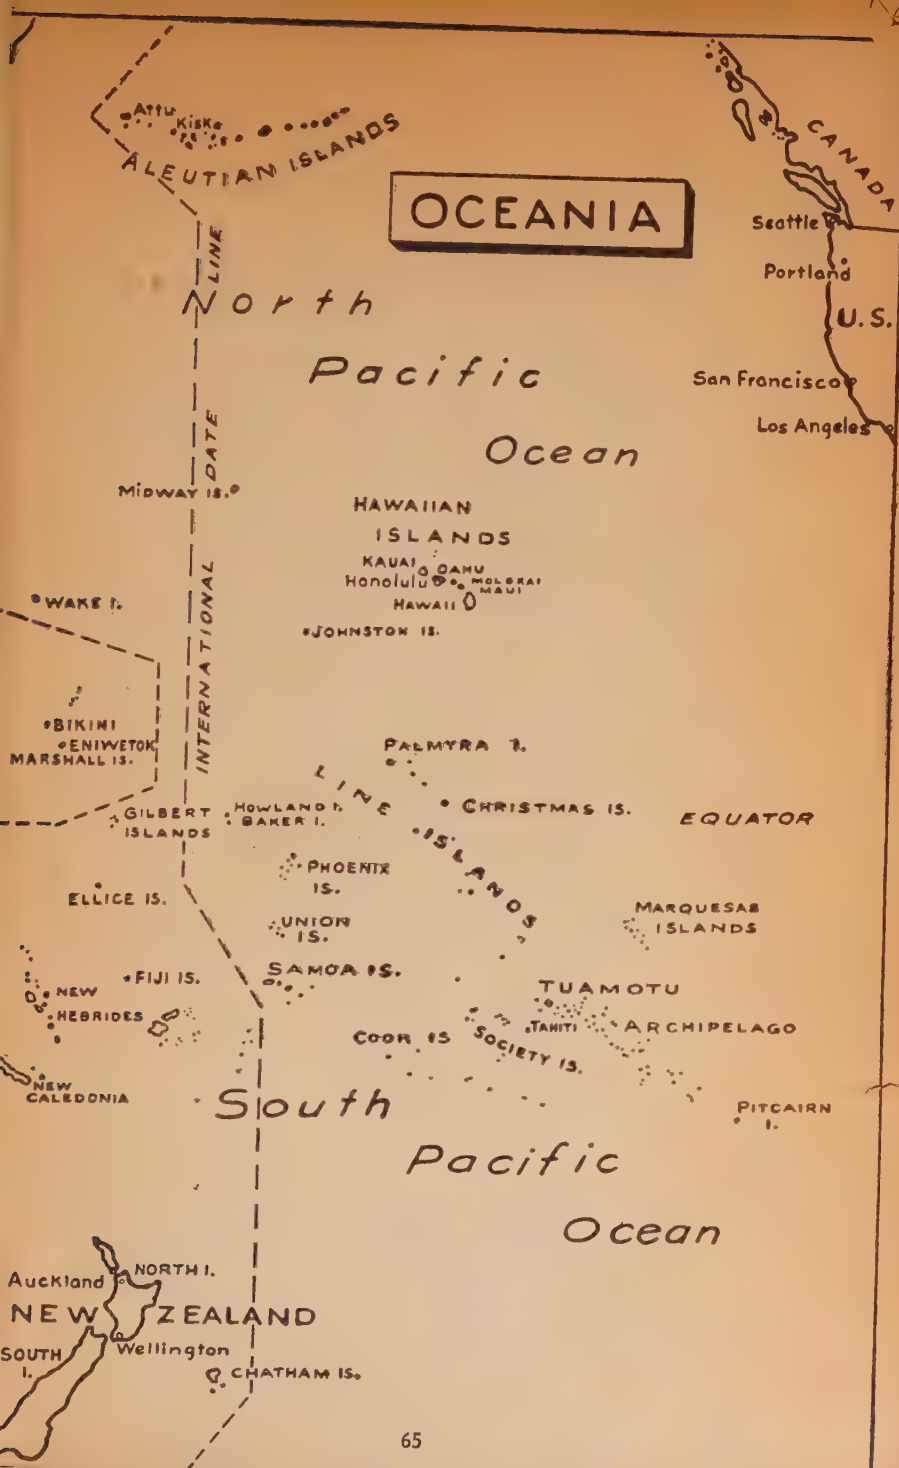 Attu
Kiska
ALEUTIAN ISLANDS
OCEANIA
CANADA
Seattle
Portland
U.S.
San Francisco
Los Angeles
North
Pacific
Ocean
INTERNATIONAL DATE LINE
MIDWAY IS.
HAWAIIAN
ISLANDS
KAUAI
OAHU
Honolulu
MOLOKAI
MAUI
HAWAII
WAKE I.
JOHNSTON IS.
BIKINI
ENIWETOK
MARSHALL IS.
PALMYRA I.
LINE ISLANDS
CHRISTMAS IS.
EQUATOR
GILBERT
ISLANDS
HOWLAND I.
BAKER I.
PHOENIX
IS.
ELLICE IS.
UNION
IS.
MARQUESAS
ISLANDS
SAMOA IS.
FIJI IS.
NEW
HEBRIDES
TUAMOTU
ARCHIPELAGO
TAHITI
SOCIETY IS.
COOK IS
NEW
CALEDONIA
PITCAIRN
I.
South
Pacific
Ocean
NORTH I.
Auckland
NEW ZEALAND
Wellington
SOUTH
I.
CHATHAM IS.
65